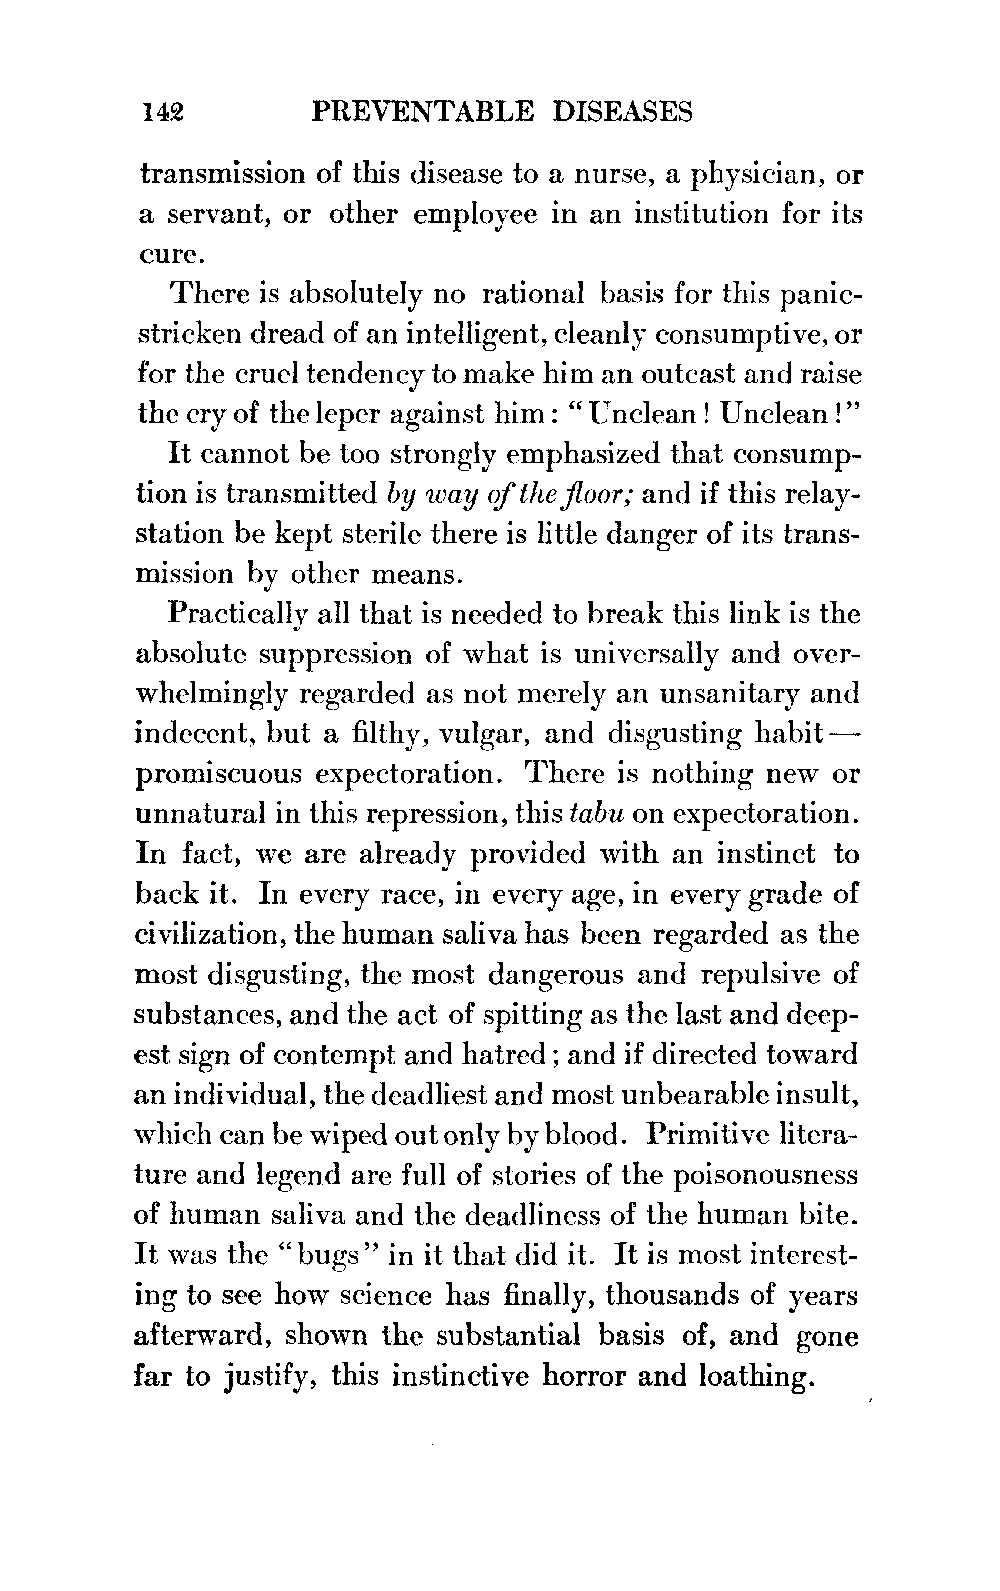 142 PREVENTABLE DISEASES
transmission of this disease to a nurse, a physician, or
a servant, or other employee in an institution for its
cure.
There is absolutely no rational basis for this panic-
stricken dread of an intelligent, cleanly consumptive, or
for the cruel tendency to make him an outcast and raise
the cry of the leper against him: "Unclean! Unclean!"
It cannot be too strongly emphasized that consump-
tion is transmitted by way of the floor; and if this relay-
station be kept sterile there is little danger of its trans-
mission by other means.
Practically all that is needed to break this link is the
absolute suppression of what is universally and over-
whelmingly regarded as not merely an unsanitary and
indecent, but a filthy, vulgar, and disgusting habit—
promiscuous expectoration. There is nothing new or
unnatural in this repression, this tabu on expectoration.
In fact, we are already provided with an instinct to
back it. In every race, in every age, in every grade of
civilization, the human saliva has been regarded as the
most disgusting, the most dangerous and repulsive of
substances, and the act of spitting as the last and deep-
est sign of contempt and hatred; and if directed toward
an individual, the deadliest and most unbearable insult,
which can be wiped out only by blood. Primitive litera-
ture and legend are full of stories of the poisonousness
of human saliva and the deadliness of the human bite.
It was the "bugs" in it that did it. It is most interest-
ing to see how science has finally, thousands of years
afterward, shown the substantial basis of, and gone
far to justify, this instinctive horror and loathing.